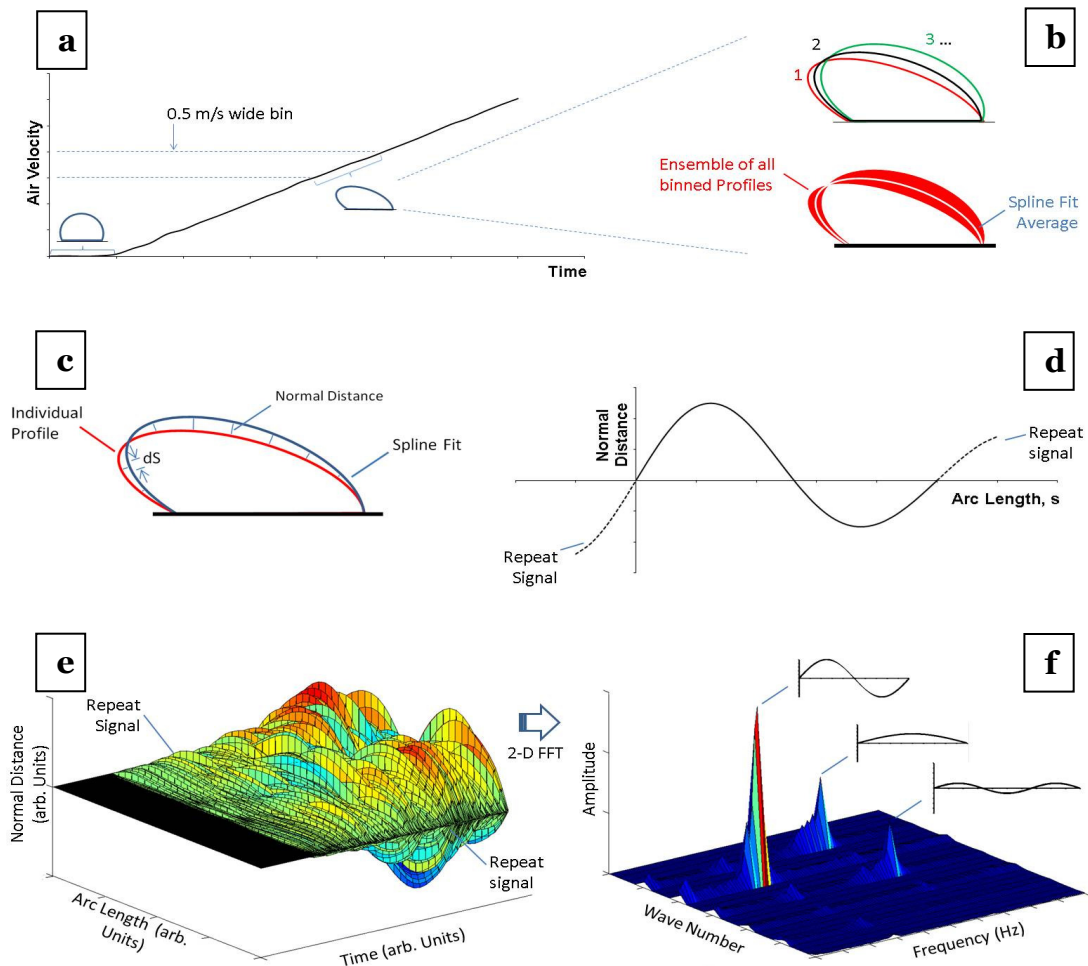 a
Air Velocity
0.5 m/s wide bin
Time
b
1
2
3 ...
Ensemble of all
binned Profiles
Spline Fit
Average
c
Individual
Profile
Normal Distance
Spline Fit
dS
d
Normal
Distance
Repeat
signal
Arc Length, s
Repeat
Signal
e
Repeat
Signal
Normal Distance
(arb. Units)
Arc Length (arb.
Units)
Time (arb. Units)
Repeat
signal
2-D FFT
f
Amplitude
Wave Number
Frequency (Hz)